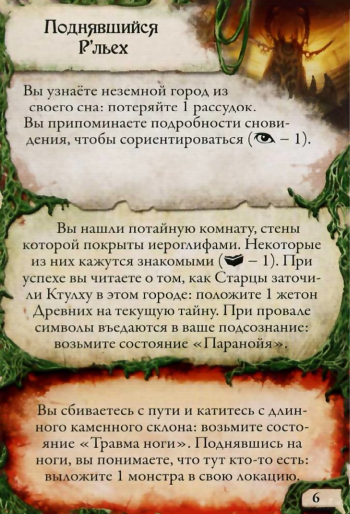 Поднявшийся
Р'льех
Вы узнаёте неземной город из
своего сна: потеряйте 1 рассудок.
Вы припоминаете подробности снови-
дения, чтобы сориентироваться ( – 1).
Вы нашли потайную комнату, стены
которой покрыты иероглифами. Некоторые
из них кажутся знакомыми ( – 1). При
успехе вы читаете о том, как Старцы заточи-
ли Ктулху в этом городе: положите 1 жетон
Древних на текущую тайну. При провале
символы въедаются в ваше подсознание:
возьмите состояние «Паранойя».
Вы сбиваетесь с пути и катитесь с длин-
ного каменного склона: возьмите состо-
яние «Травма ноги». Поднявшись на
ноги, вы понимаете, что тут кто-то есть:
выложите 1 монстра в свою локацию.
6